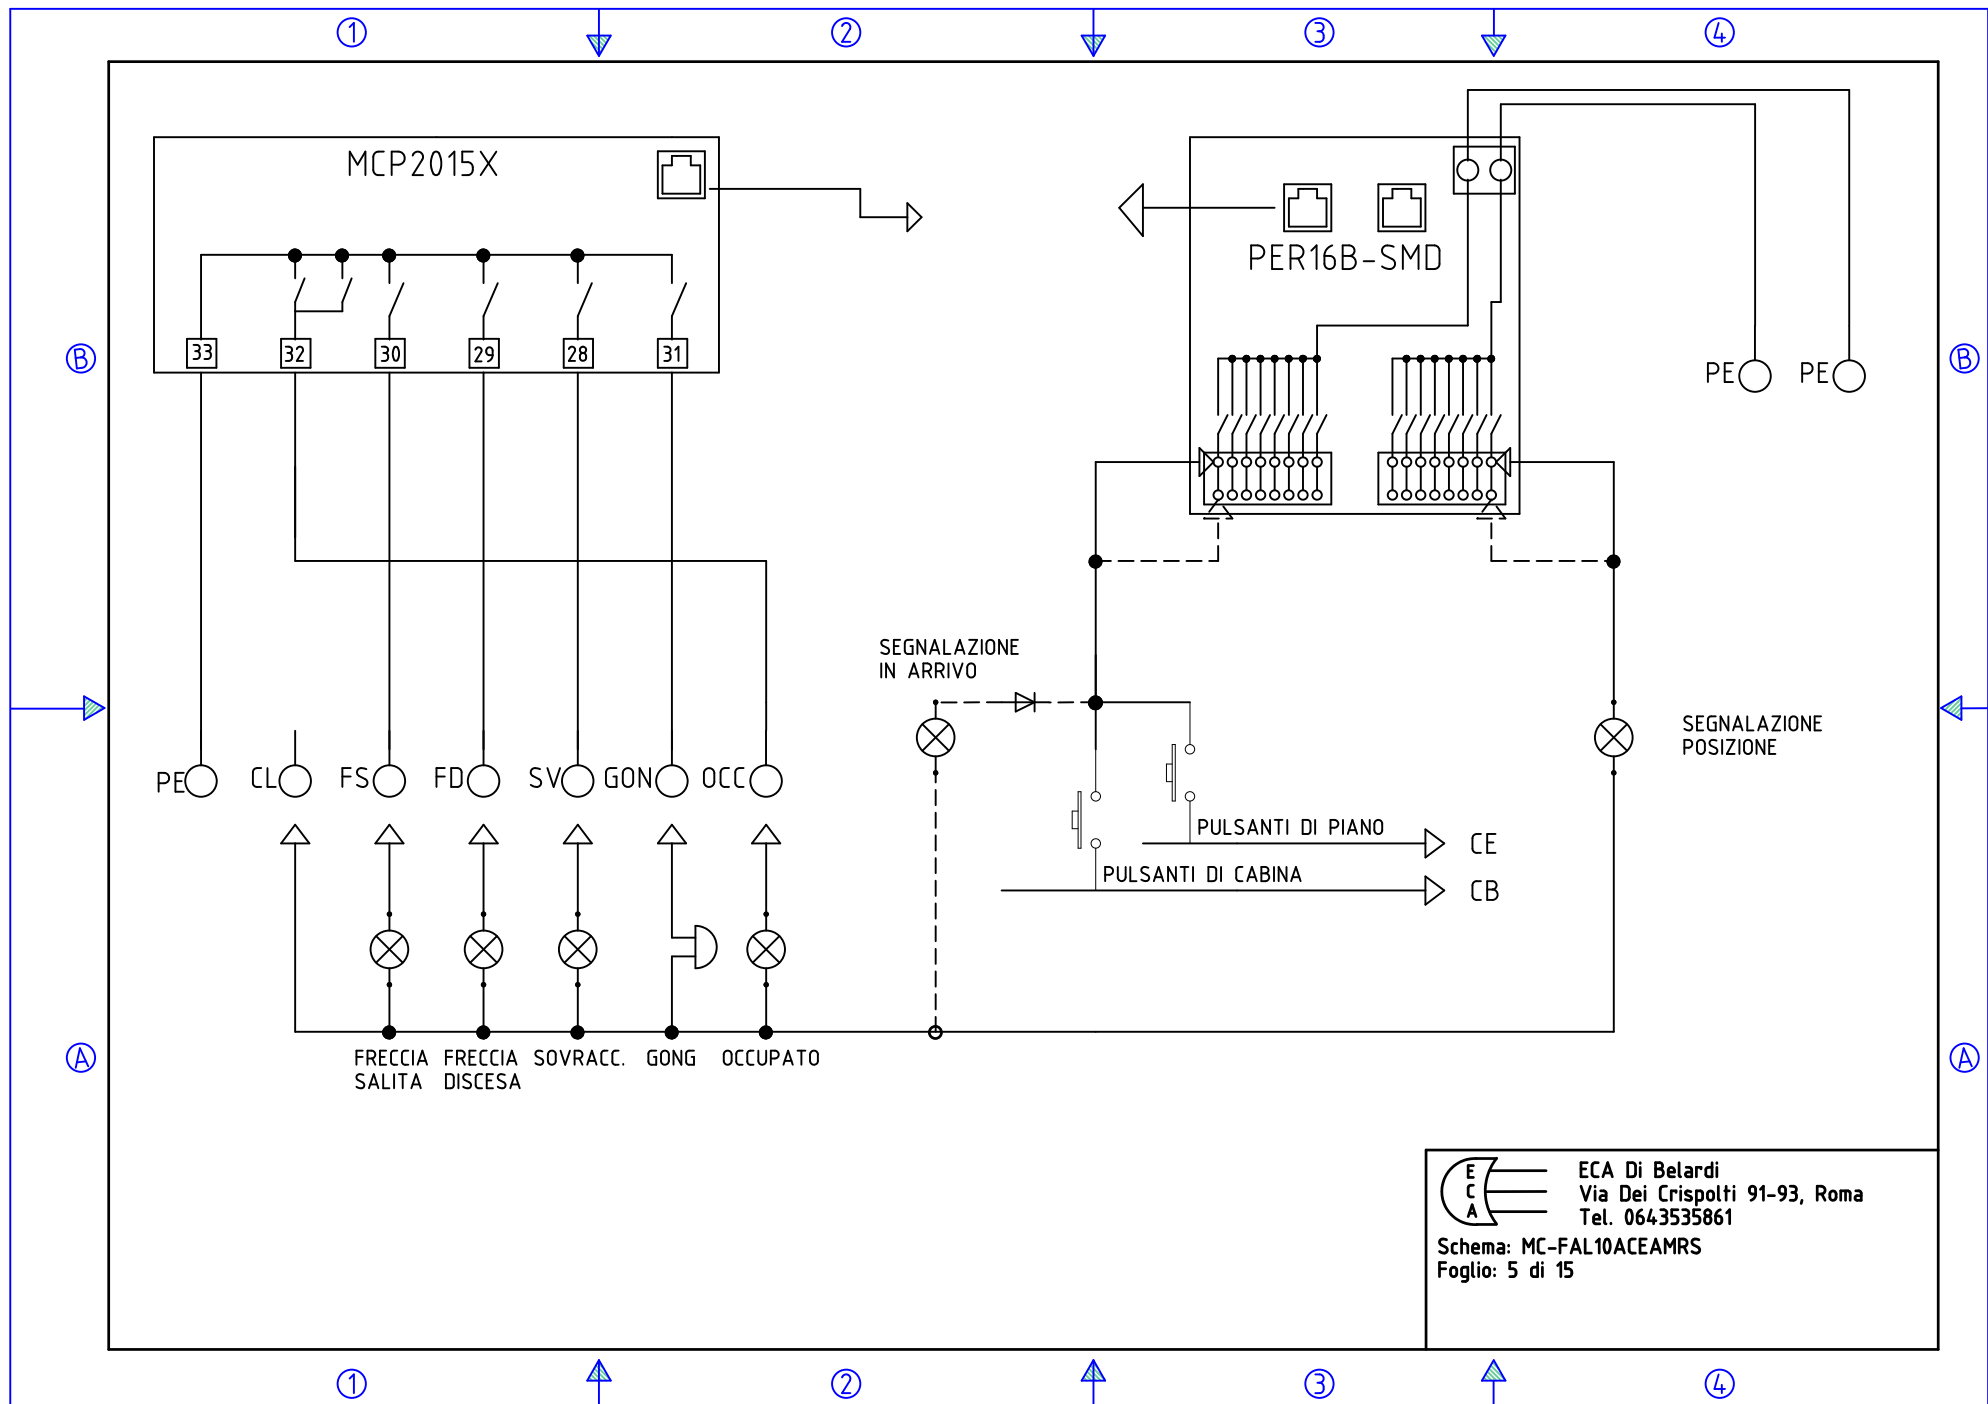 1 2 3 4
MCP2015X
PER16B-SMD
33 32 30 29 28 31
B B
PE PE
SEGNALAZIONE
IN ARRIVO
SEGNALAZIONE
POSIZIONE
PE CL FS FD SV GON OCC
PULSANTI DI PIANO CE
PULSANTI DI CABINA CB
A A
FRECCIA
SALITA
FRECCIA
DISCESA
SOVRACC.
GONG
OCCUPATO
E
C
A
ECA Di Belardi
Via Dei Crispolti 91-93, Roma
Tel. 0643535861
Schema: MC-FAL10ACEAMRS
Foglio: 5 di 15
1 2 3 4